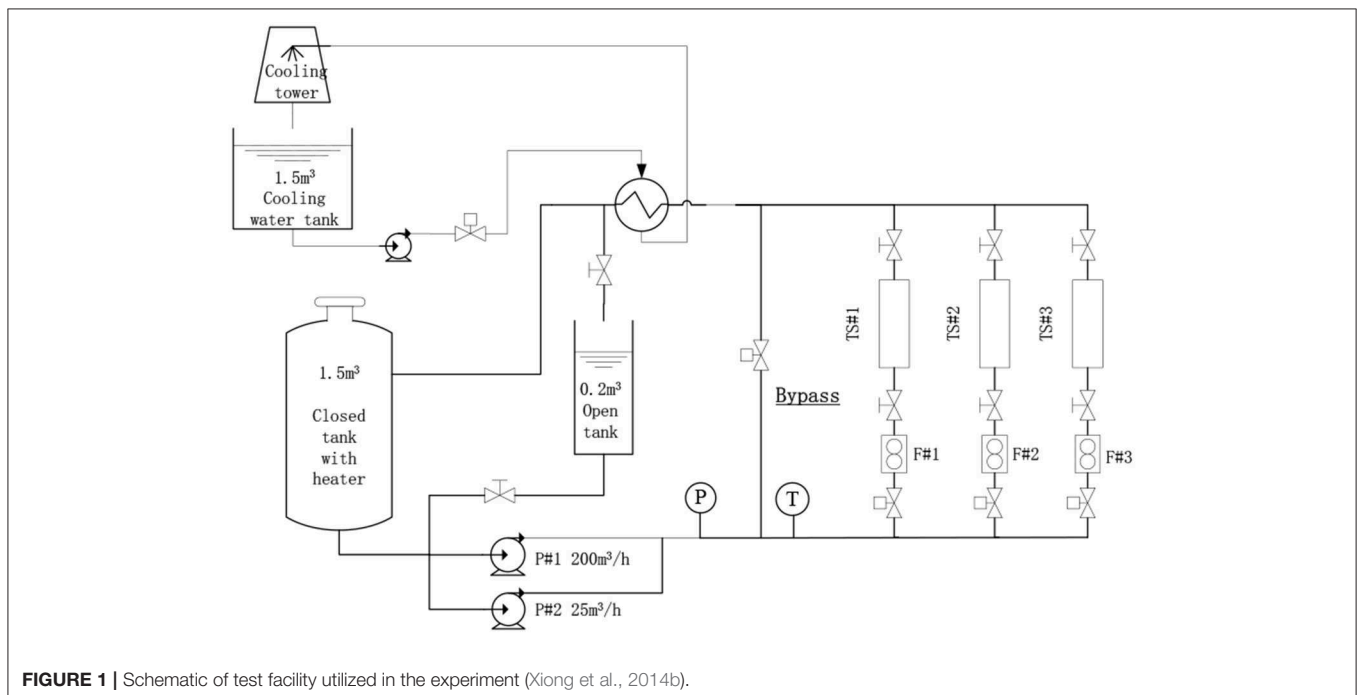 Cooling
tower
1.5m³
Cooling
water tank
1.5m³
Closed
tank
with
heater
0.2m³
Open
tank
Bypass
TS#1
TS#2
TS#3
F#1
F#2
F#3
P
T
P#1 200m³/h
P#2 25m³/h
FIGURE 1 | Schematic of test facility utilized in the experiment (Xiong et al., 2014b).